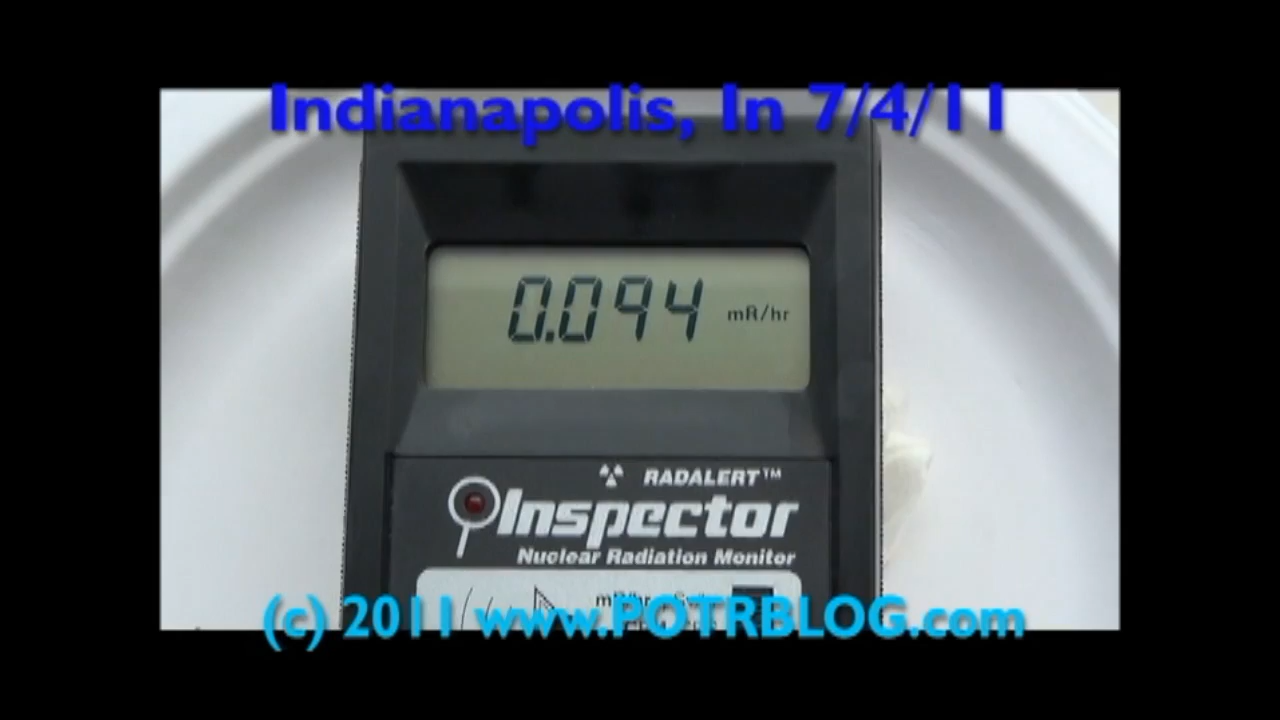 Indianapolis, In 7/4/11
0.094 mR/hr
RADALERT™
Inspector
Nuclear Radiation Monitor
(c) 2011 www.POTRBLOG.com